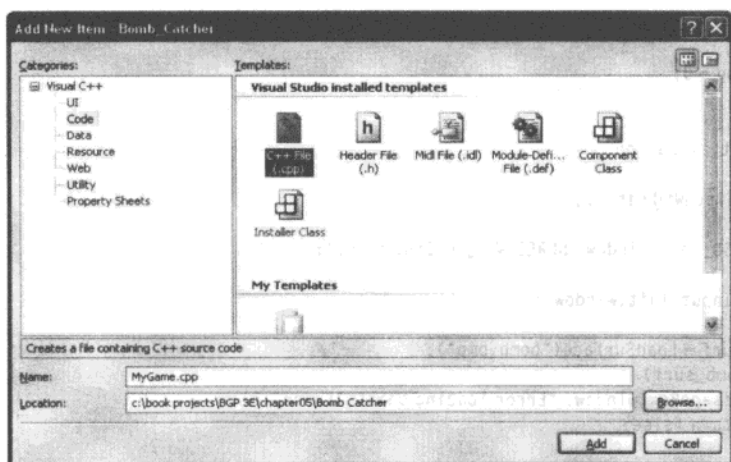 Add New Item - Bomb_Catcher
Categories:
Templates:
Visual C++
UI
Code
Data
Resource
Web
Utility
Property Sheets
Visual Studio installed templates
C++ File (.cpp)
Header File (.h)
Midl File (.idl)
Module-Defi... File (.def)
Component Class
Installer Class
My Templates
Creates a file containing C++ source code
Name:
MyGame.cpp
Location:
c:\book projects\BGP 3E\chapter05\Bomb Catcher
Browse...
Add
Cancel